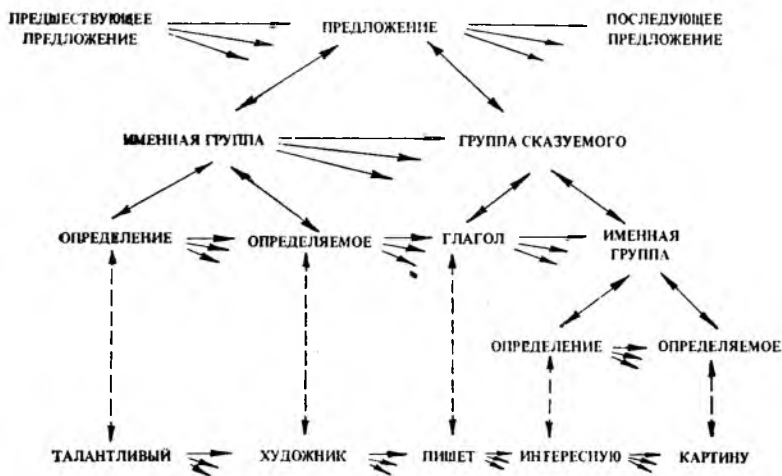 ПРЕДШЕСТВУЮЩЕЕ
ПРЕДЛОЖЕНИЕ
ПРЕДЛОЖЕНИЕ
ПОСЛЕДУЮЩЕЕ
ПРЕДЛОЖЕНИЕ
ИМЕННАЯ ГРУППА
ГРУППА СКАЗУЕМОГО
ОПРЕДЕЛЕНИЕ
ОПРЕДЕЛЯЕМОЕ
ГЛАГОЛ
ИМЕННАЯ
ГРУППА
ОПРЕДЕЛЕНИЕ
ОПРЕДЕЛЯЕМОЕ
ТАЛАНТЛИВЫЙ
ХУДОЖНИК
ПИШЕТ
ИНТЕРЕСНУЮ
КАРТИНУ